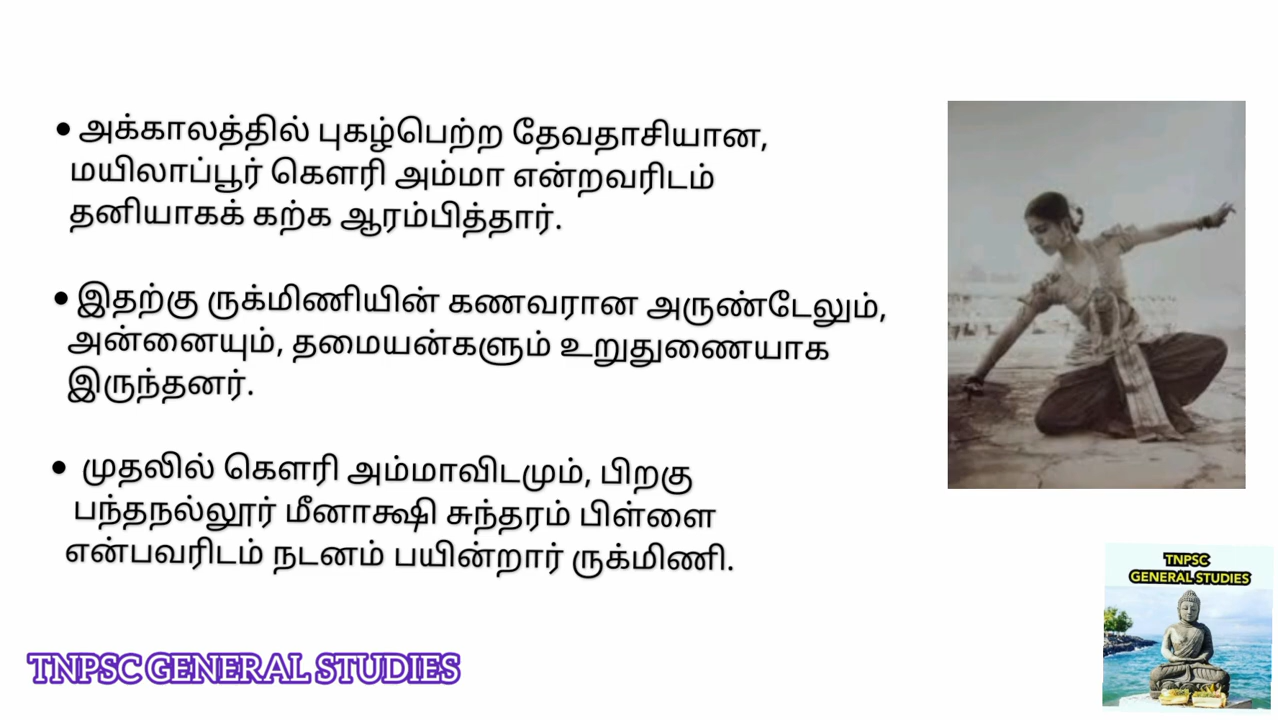 • அக்காலத்தில் புகழ்பெற்ற தேவதாசியான,
மயிலாப்பூர் கௌரி அம்மா என்றவரிடம்
தனியாகக் கற்க ஆரம்பித்தார்.
• இதற்கு ருக்மிணியின் கணவரான அருண்டேலும்,
அன்னையும், தமையன்களும் உறுதுணையாக
இருந்தனர்.
• முதலில் கௌரி அம்மாவிடமும், பிறகு
பந்தநல்லூர் மீனாக்ஷி சுந்தரம் பிள்ளை
என்பவரிடம் நடனம் பயின்றார் ருக்மிணி.
TNPSC
GENERAL STUDIES
TNPSC GENERAL STUDIES